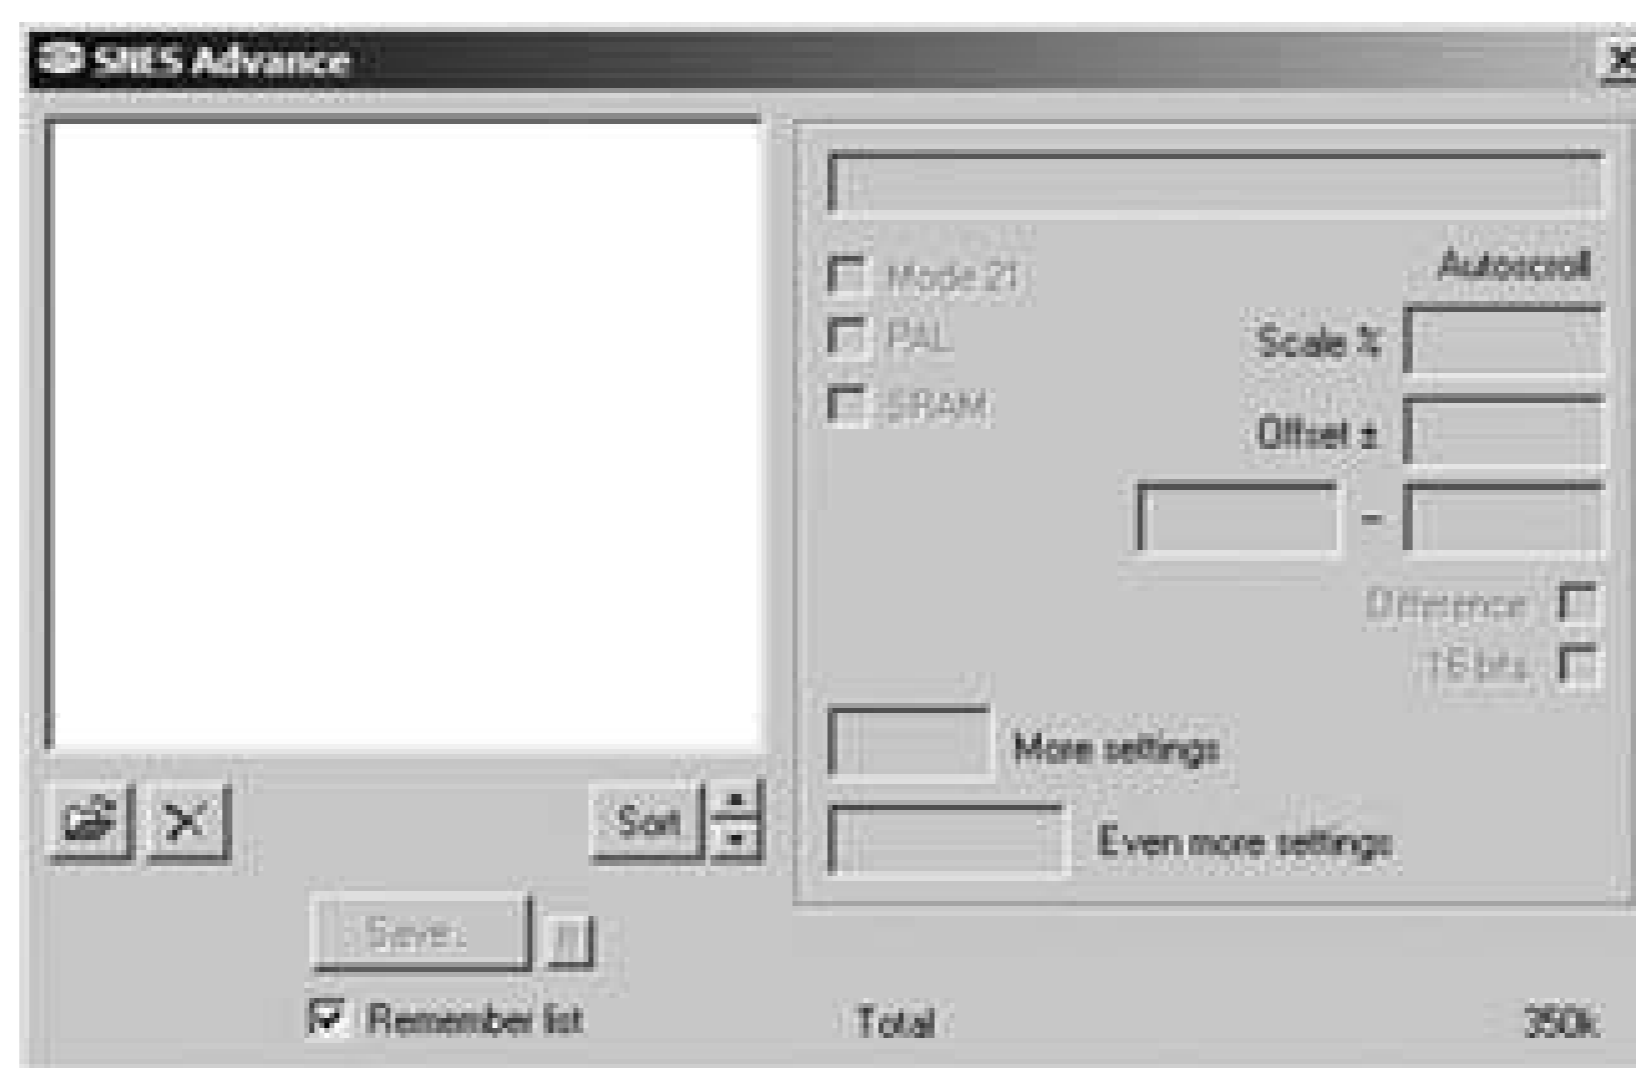 SNES Advance
Mode 21
PAL
SRAM
Autoscroll
Scale %
Offset ±
-
Difference
16 bits
More settings
Even more settings
Sort
Save
Remember list
Total 350k